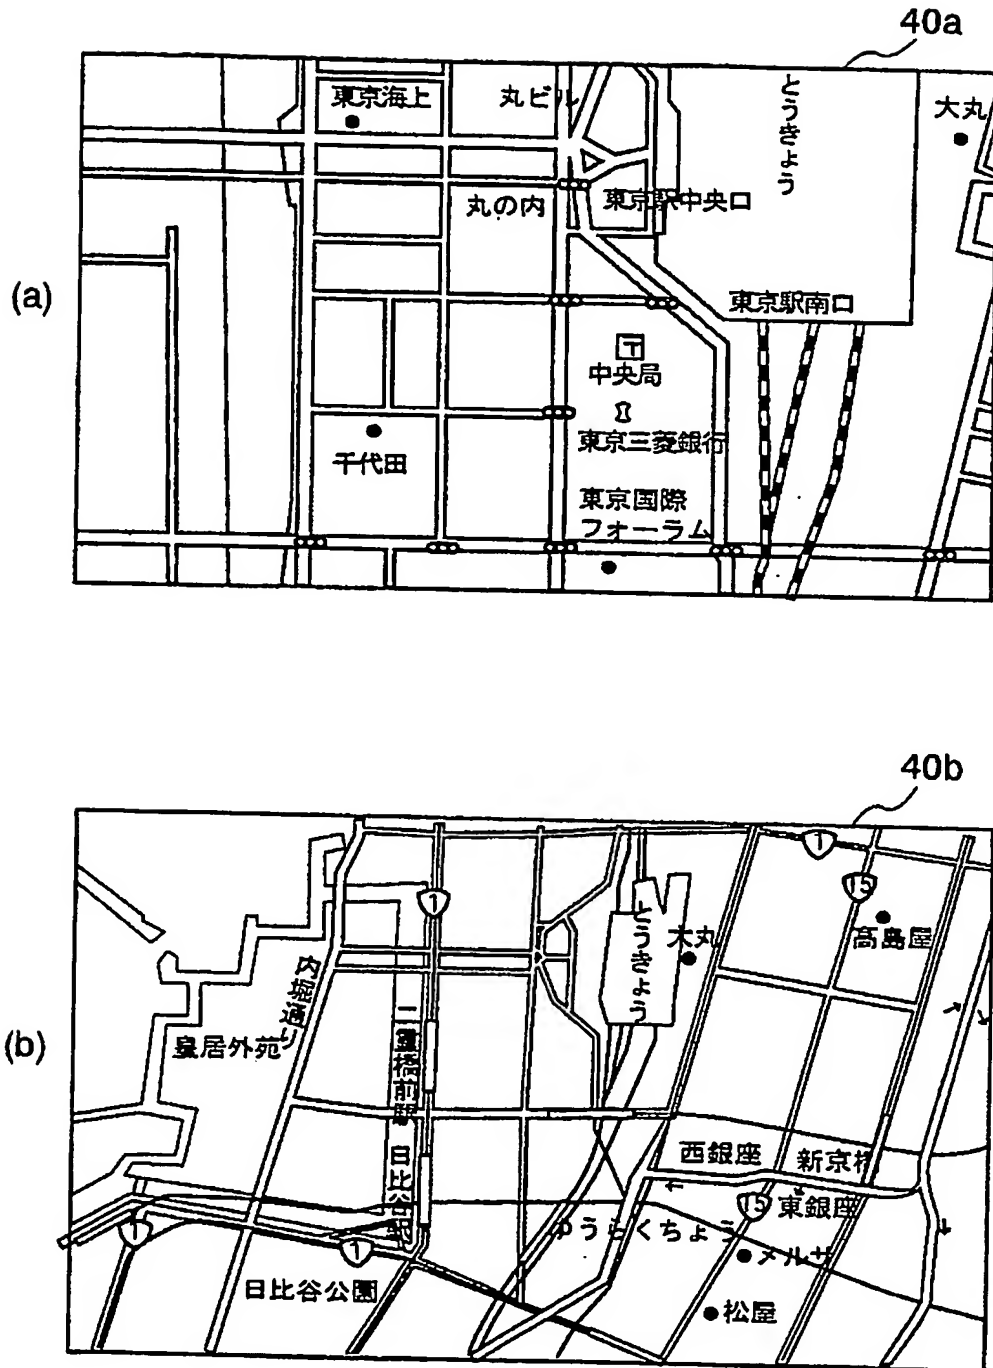 40a
東京海上
丸ビル
とうきょう
大丸
丸の内
東京駅中央口
(a)
東京駅南口
〒
中央局
東京三菱銀行
千代田
東京国際
フォーラム
40b
1
15
1
高島屋
とうきょう
大丸
内堀通り
皇居外苑
二重橋前駅
(b)
日比谷駅
西銀座
新京橋
15
東銀座
1
1
ゆうらくちょう
メルサ
日比谷公園
松屋